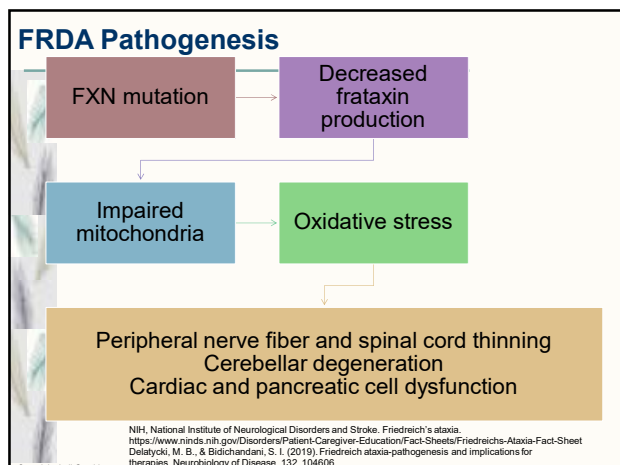 FRDA Pathogenesis
FXN mutation
Decreased
frataxin
production
Impaired
mitochondria
Oxidative stress
Peripheral nerve fiber and spinal cord thinning
Cerebellar degeneration
Cardiac and pancreatic cell dysfunction
NIH, National Institute of Neurological Disorders and Stroke. Friedreich's ataxia.
https://www.ninds.nih.gov/Disorders/Patient-Caregiver-Education/Fact-Sheets/Friedreichs-Ataxia-Fact-Sheet
Delatycki, M. B., & Bidichandani, S. I. (2019). Friedreich ataxia-pathogenesis and implications for
therapies. Neurobiology of Disease, 132, 104606.